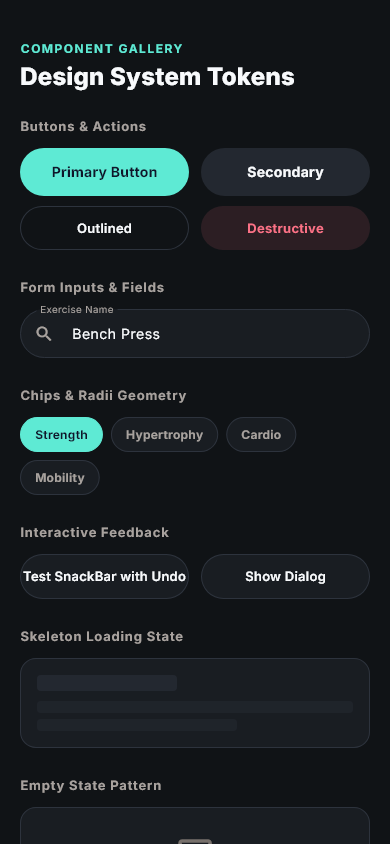 COMPONENT GALLERY
Design System Tokens
Buttons & Actions
Primary Button
Secondary
Outlined
Destructive
Form Inputs & Fields
Exercise Name
Bench Press
Chips & Radii Geometry
Strength
Hypertrophy
Cardio
Mobility
Interactive Feedback
Test SnackBar with Undo
Show Dialog
Skeleton Loading State
Empty State Pattern